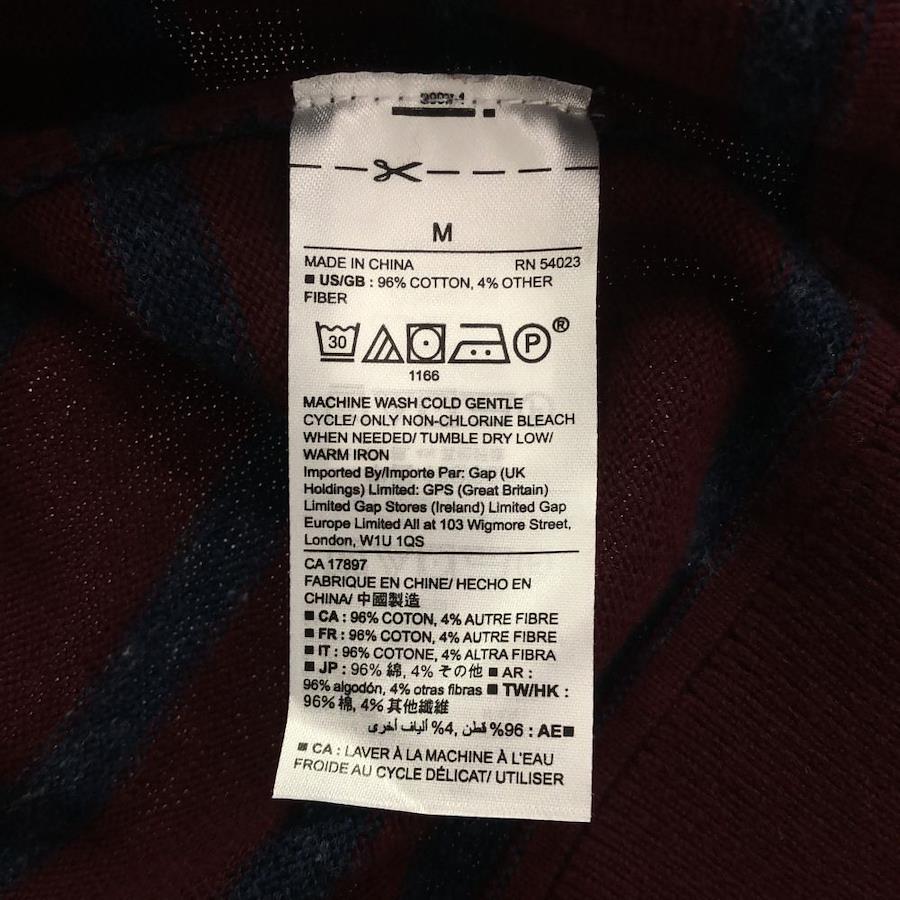 M
MADE IN CHINA RN 54023
US/GB : 96% COTTON, 4% OTHER
FIBER
30 P ®
1166
MACHINE WASH COLD GENTLE
CYCLE/ ONLY NON-CHLORINE BLEACH
WHEN NEEDED/ TUMBLE DRY LOW/
WARM IRON
Imported By/Importe Par: Gap (UK
Holdings) Limited: GPS (Great Britain)
Limited Gap Stores (Ireland) Limited Gap
Europe Limited All at 103 Wigmore Street,
London, W1U 1QS
CA 17897
FABRIQUE EN CHINE/ HECHO EN
CHINA/ 中國製造
CA : 96% COTON, 4% AUTRE FIBRE
FR : 96% COTON, 4% AUTRE FIBRE
IT : 96% COTONE, 4% ALTRA FIBRA
JP : 96% 綿, 4% その他 AR :
96% algodón, 4% otras fibras TW/HK :
96% 棉, 4% 其他纖維
AE : 96% قطن, 4% ألياف أخرى
CA : LAVER À LA MACHINE À L'EAU
FROIDE AU CYCLE DÉLICAT/ UTILISER